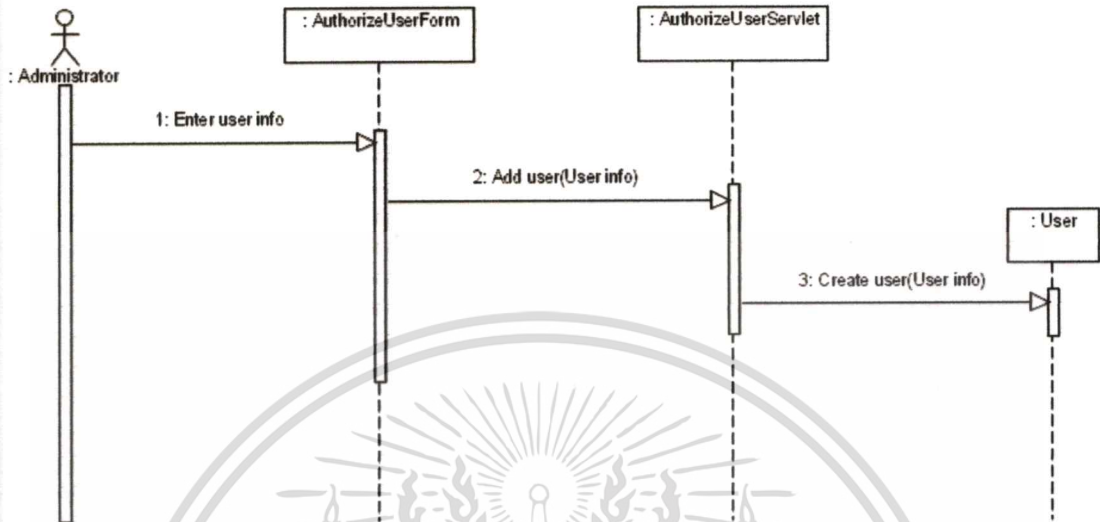 : AuthorizeUserForm
: AuthorizeUserServlet
: Administrator
1: Enter user info
2: Add user(User info)
: User
3: Create user(User info)